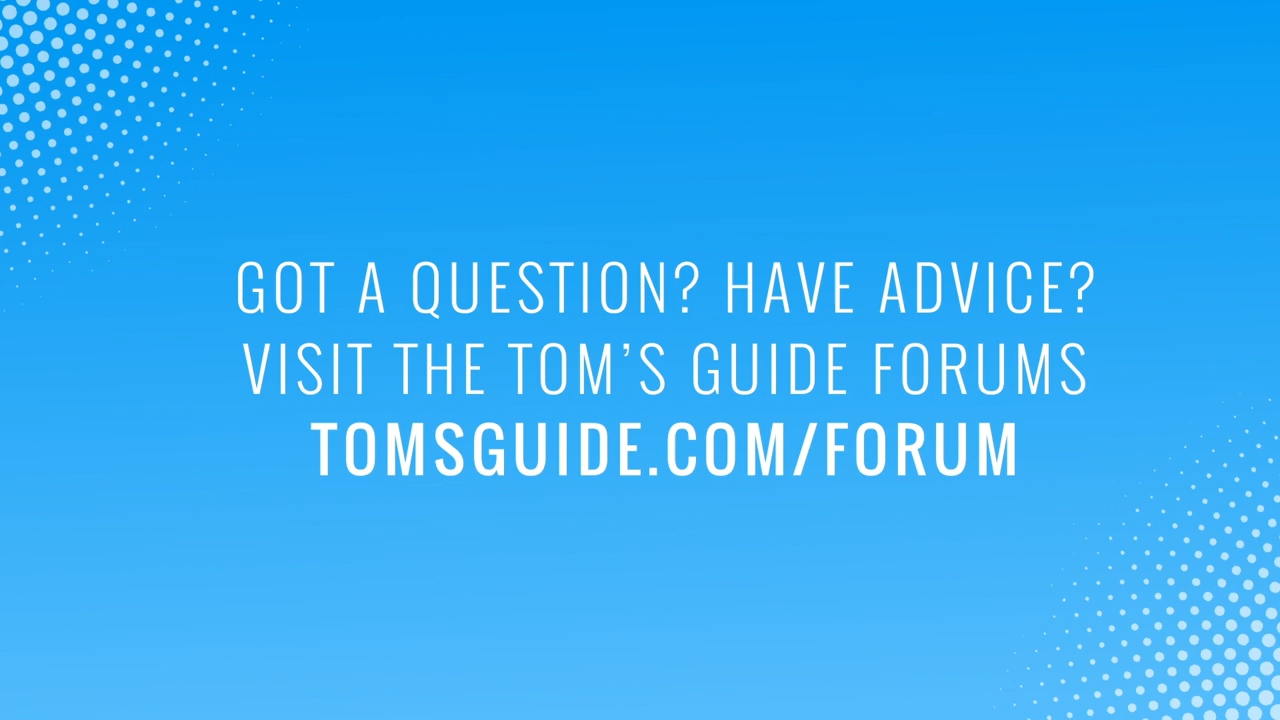 GOT A QUESTION? HAVE ADVICE?
VISIT THE TOM’S GUIDE FORUMS
TOMSGUIDE.COM/FORUM